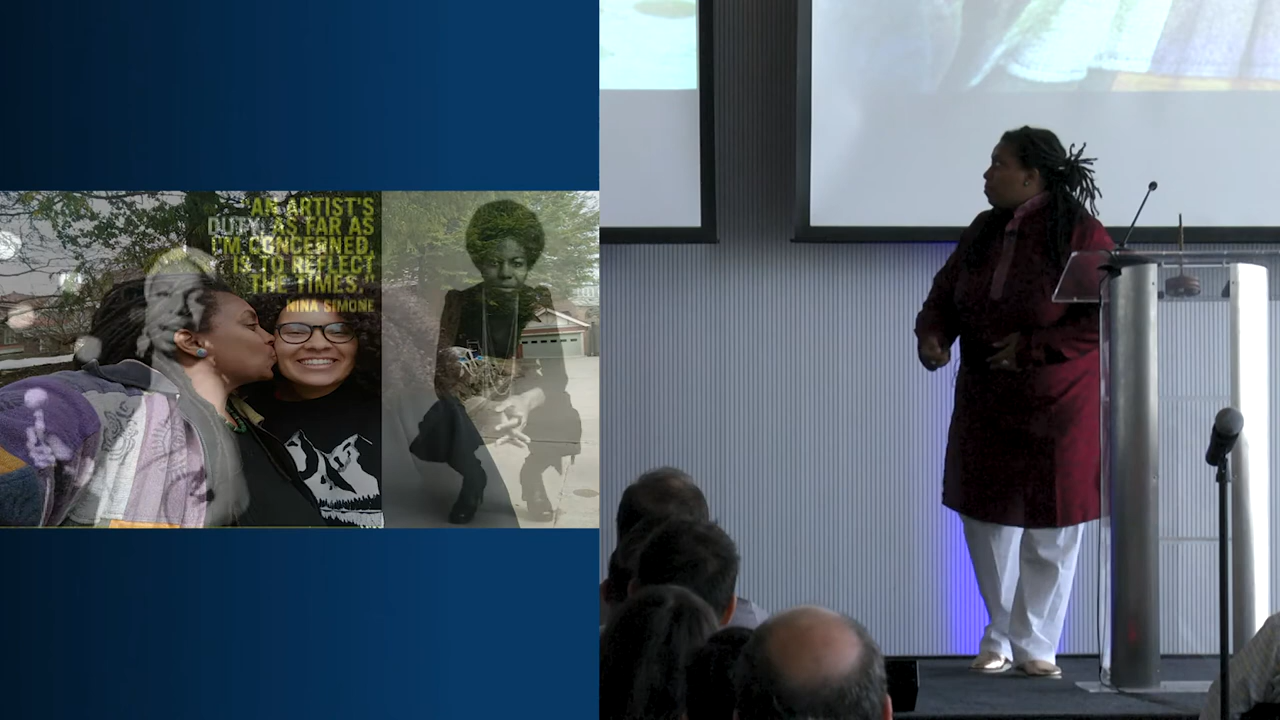 "AN ARTIST'S
DUTY, AS FAR AS
I'M CONCERNED,
IS TO REFLECT
THE TIMES."
NINA SIMONE